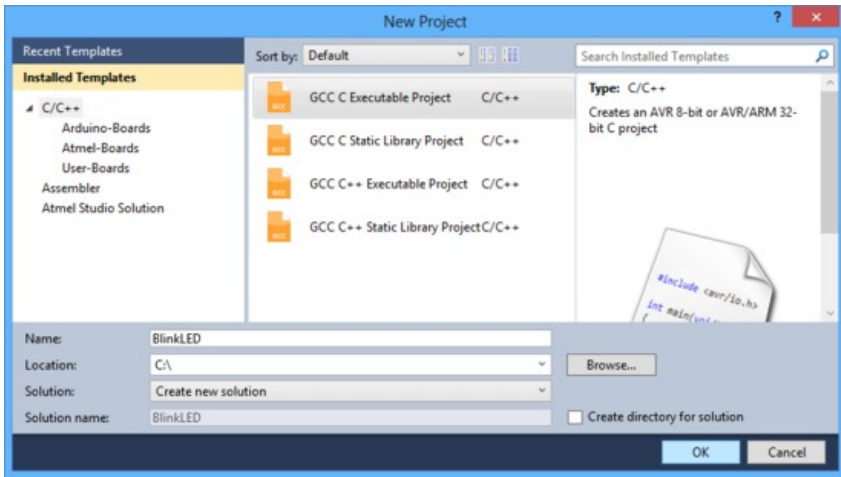 New Project
?
Recent Templates
Installed Templates
C/C++
Arduino-Boards
Atmel-Boards
User-Boards
Assembler
Atmel Studio Solution
Sort by: Default
GCC C Executable Project C/C++
GCC C Static Library Project C/C++
GCC C++ Executable Project C/C++
GCC C++ Static Library Project C/C++
Search Installed Templates
Type: C/C++
Creates an AVR 8-bit or AVR/ARM 32-
bit C project
#include <avr/io.h>
int main(
{
Name: BlinkLED
Location: C:\
Browse...
Solution: Create new solution
Solution name: BlinkLED
Create directory for solution
OK Cancel